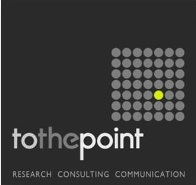 tothepoint
RESEARCH CONSULTING COMMUNICATION